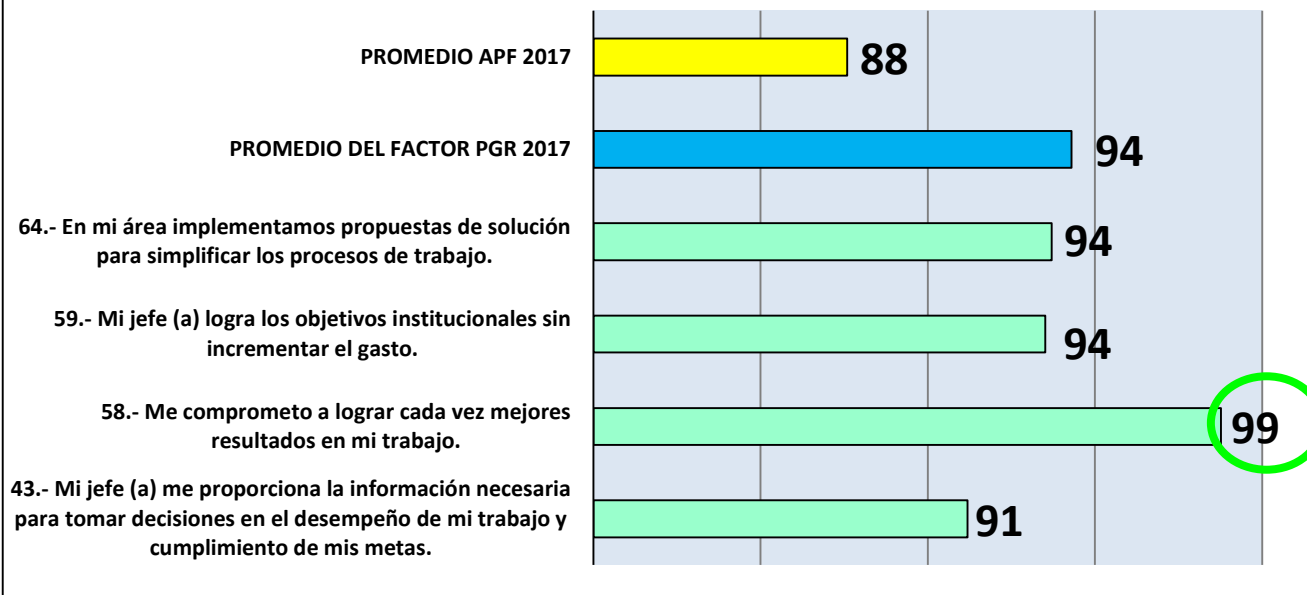 PROMEDIO APF 2017
88
PROMEDIO DEL FACTOR PGR 2017
94
64.- En mi área implementamos propuestas de solución
para simplificar los procesos de trabajo.
94
59.- Mi jefe (a) logra los objetivos institucionales sin
incrementar el gasto.
94
58.- Me comprometo a lograr cada vez mejores
resultados en mi trabajo.
99
43.- Mi jefe (a) me proporciona la información necesaria
para tomar decisiones en el desempeño de mi trabajo y
cumplimiento de mis metas.
91